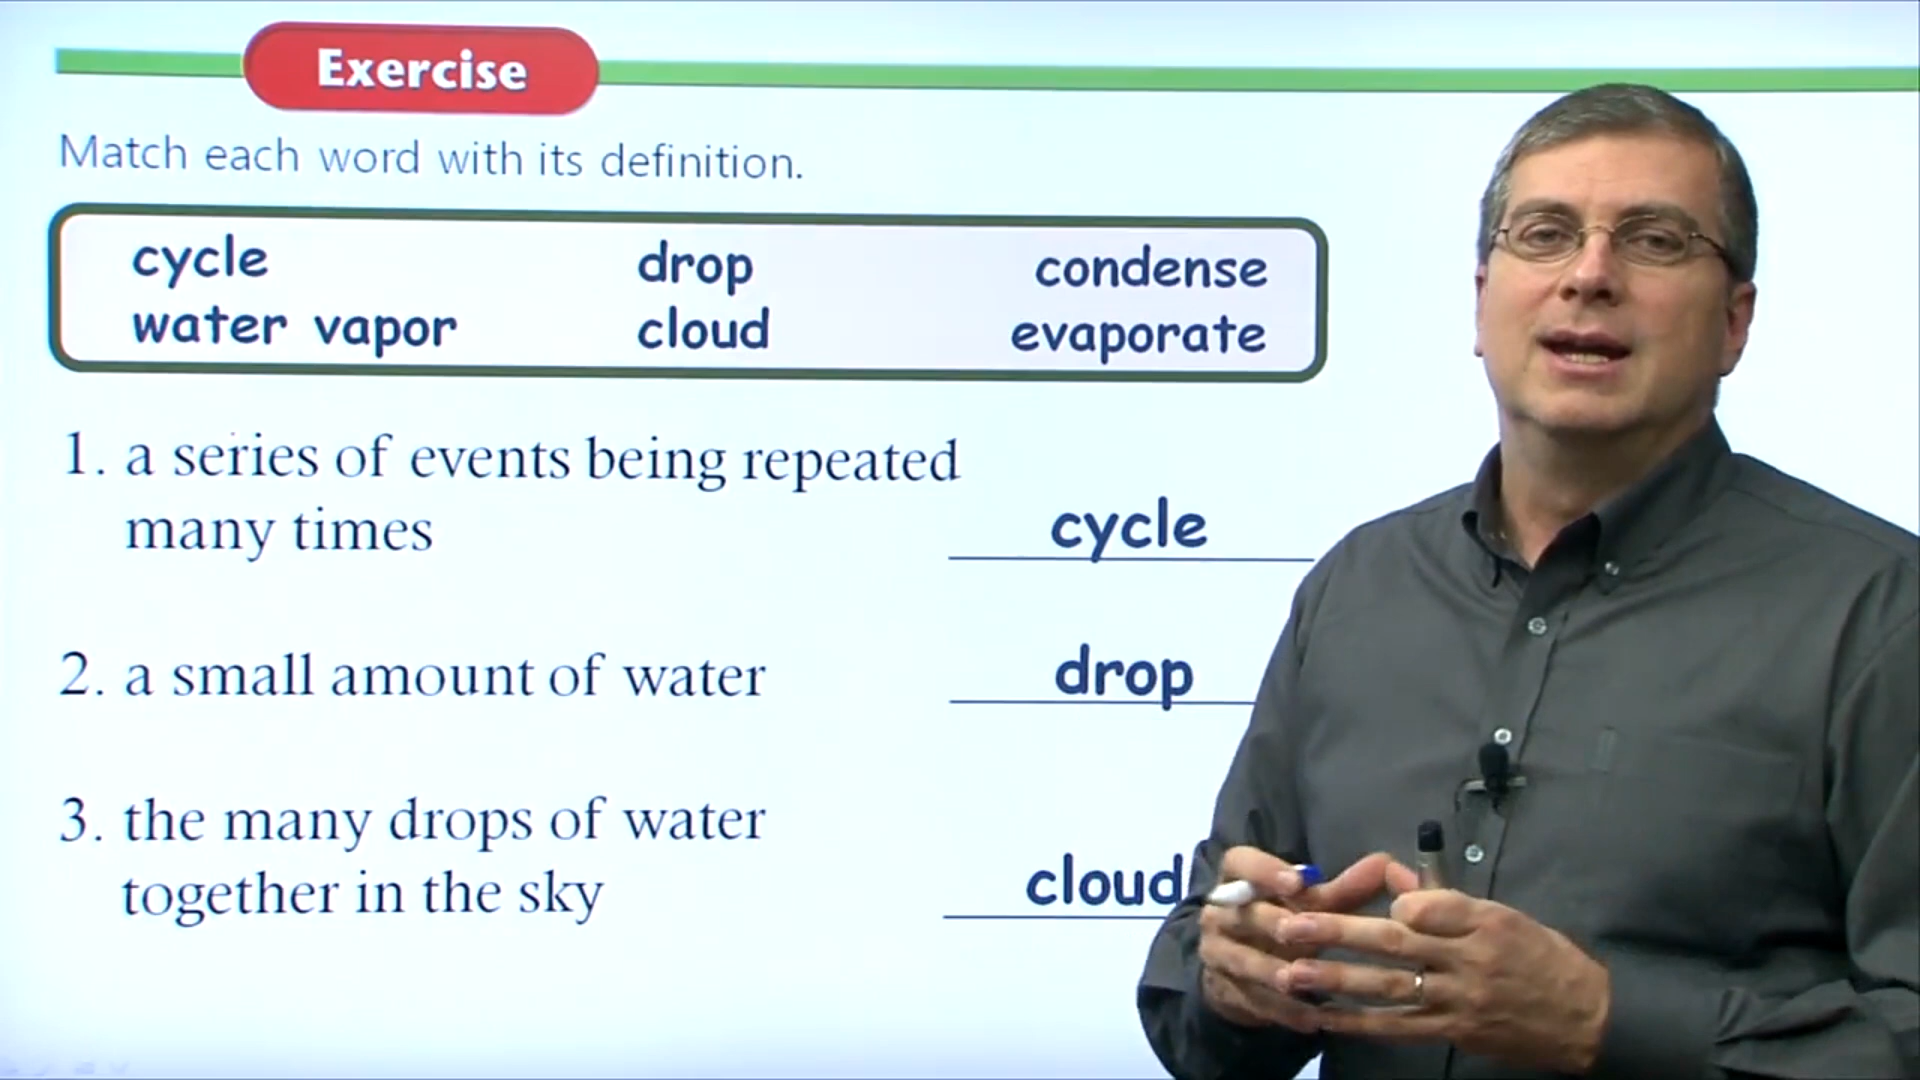 Exercise
Match each word with its definition.
cycle drop condense
water vapor cloud evaporate
1. a series of events being repeated
many times
cycle
2. a small amount of water
drop
3. the many drops of water
together in the sky
cloud